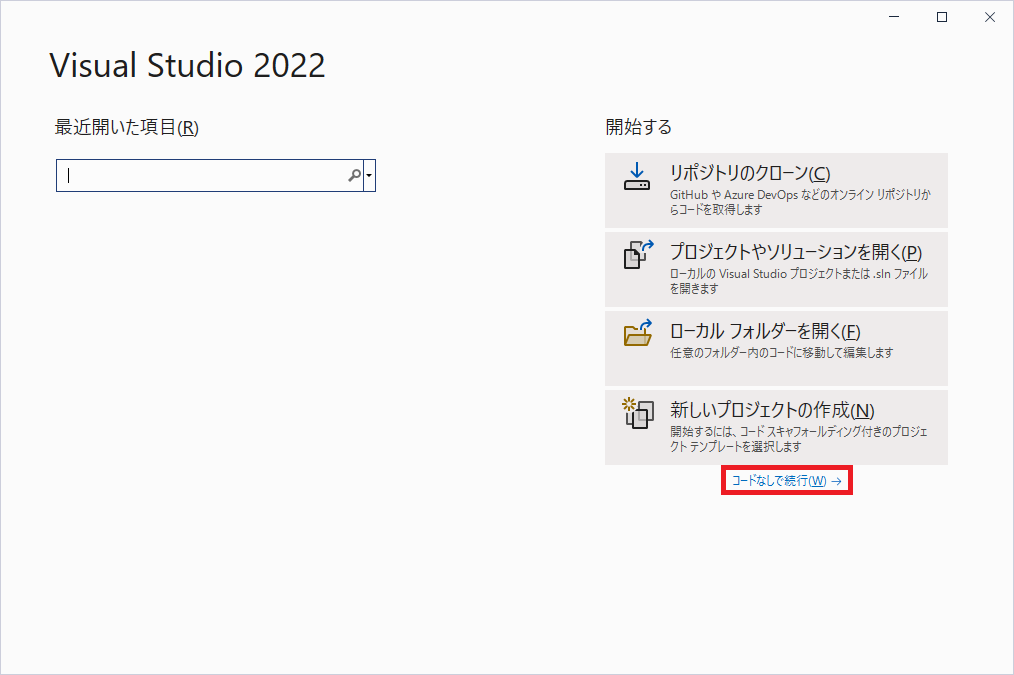 Visual Studio 2022
最近開いた項目(R)
開始する
リポジトリのクローン(C)
GitHub や Azure DevOps などのオンライン リポジトリか
らコードを取得します
プロジェクトやソリューションを開く(P)
ローカルの Visual Studio プロジェクトまたは .sln ファイル
を開きます
ローカル フォルダーを開く(F)
任意のフォルダー内のコードに移動して編集します
新しいプロジェクトの作成(N)
開始するには、コード スキャフォールディング付きのプロジェ
クト テンプレートを選択します
コードなしで続行(W) →